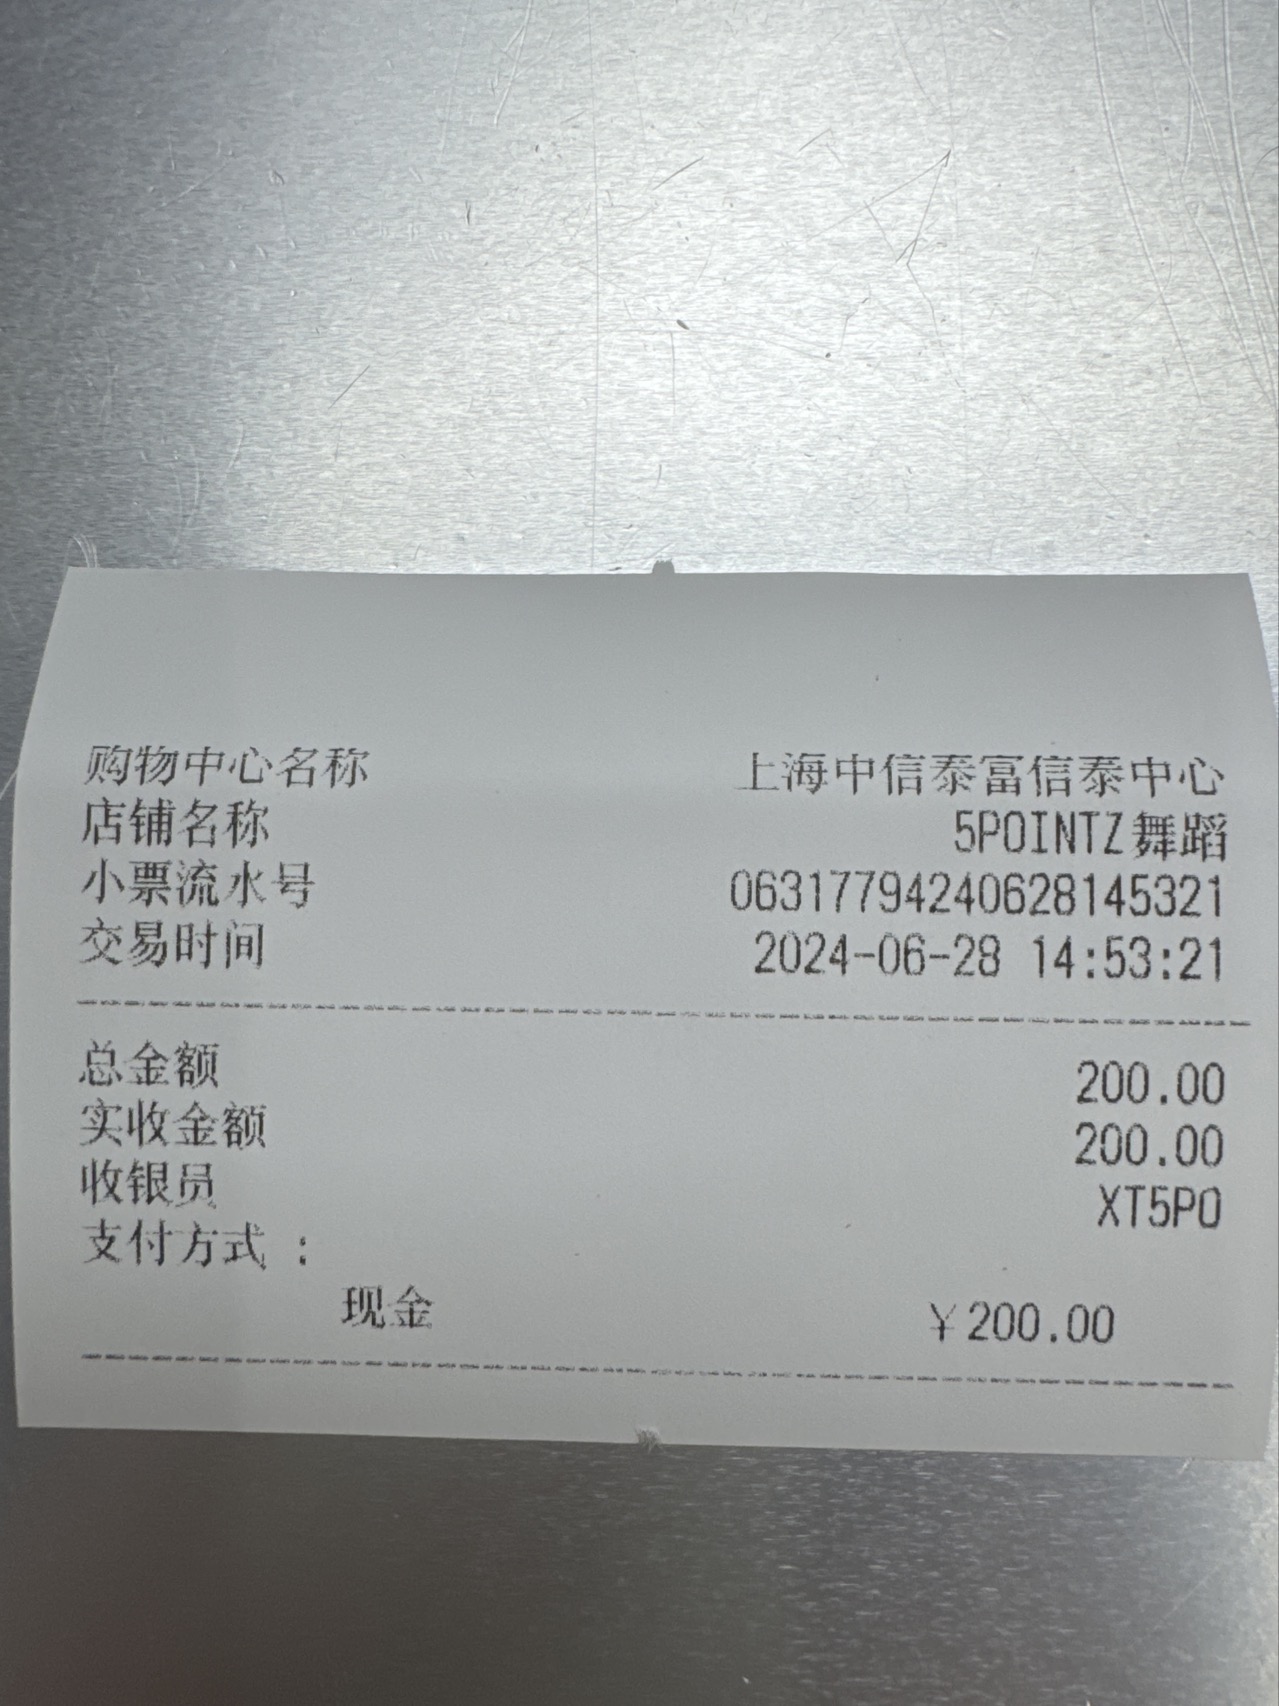 购物中心名称 上海中信泰富信泰中心
店铺名称 5POINTZ舞蹈
小票流水号 06317794240628145321
交易时间 2024-06-28 14:53:21
总金额 200.00
实收金额 200.00
收银员 XT5PO
支付方式：
现金 ¥200.00